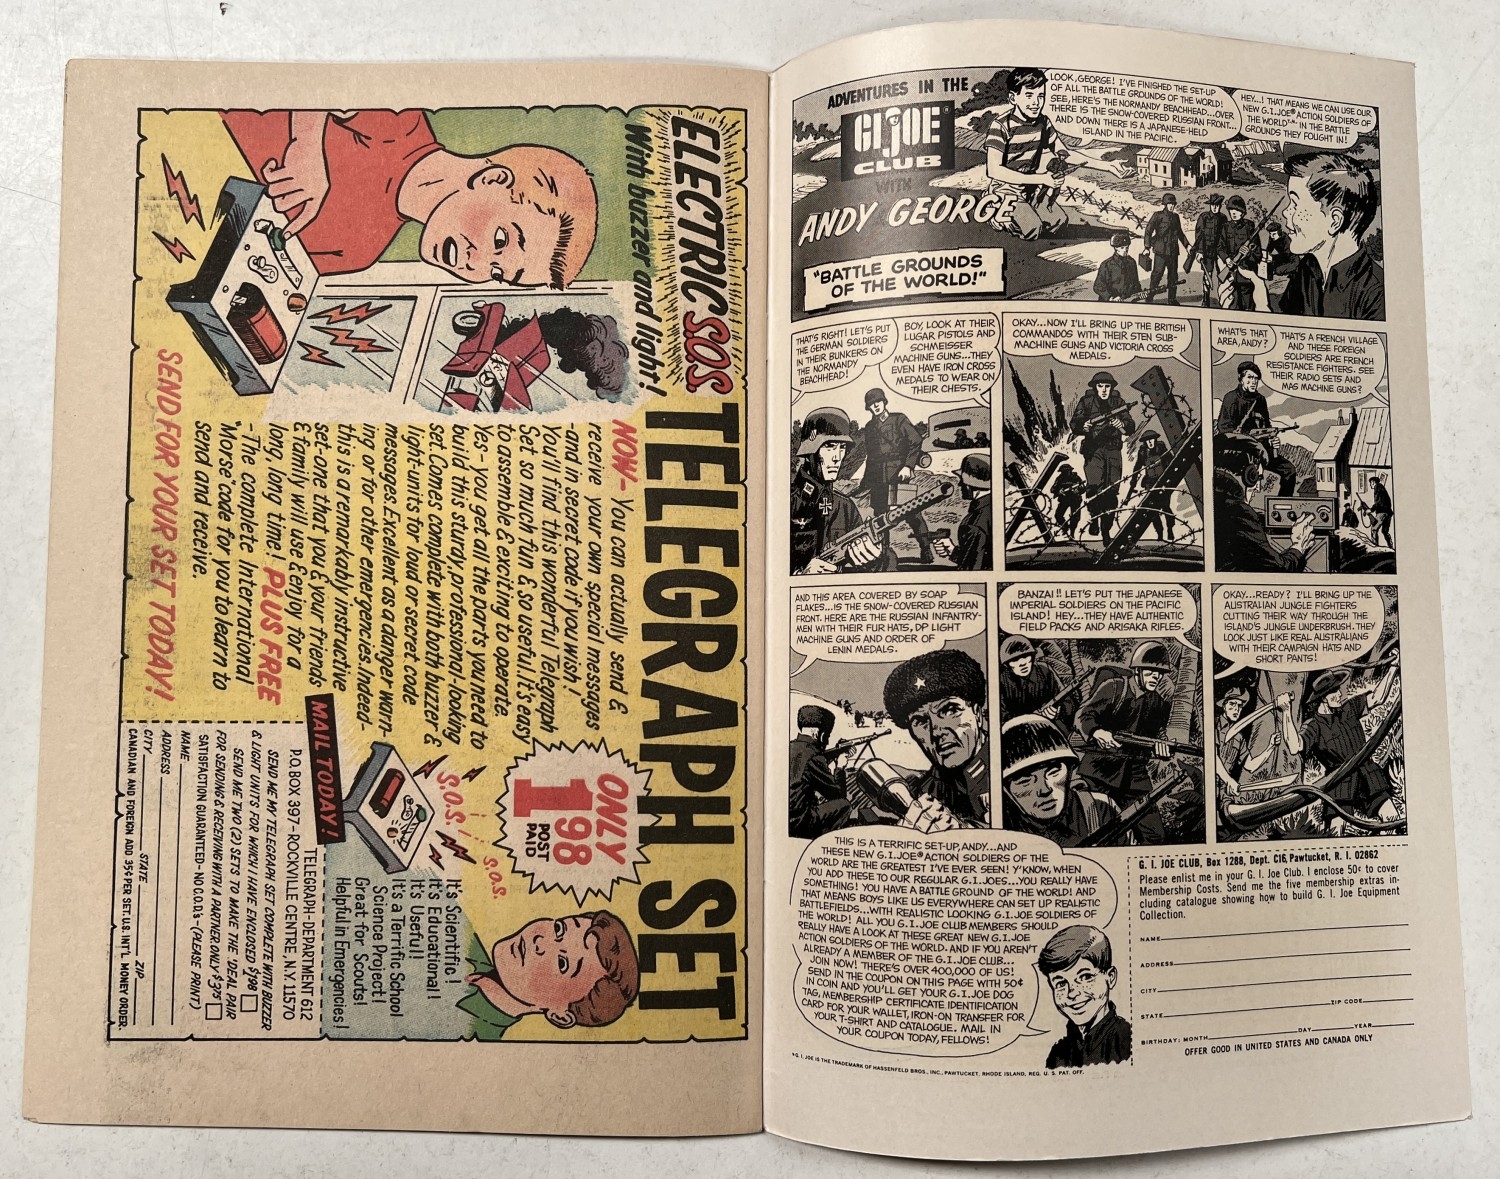 ELECTRIC S.O.S.
With buzzer and light!
TELEGRAPH SET
NOW- You can actually send &
receive your own special messages
-and in secret code if you wish!
You'll find this wonderful Telegraph
Set so much fun & so useful. It's easy
to assemble & exciting to operate.
Yes- you get all the parts you need to
build this sturdy, professional-looking
set. Comes complete with both buzzer &
light-units for loud or secret code
messages. Excellent as a danger warn-
ing or for other emergencies. Indeed-
this is a remarkably instructive
set-one that you & your friends
& family will use & enjoy for a
long, long time! PLUS FREE
-The complete International
"Morse" code for you to learn to
send and receive.
SEND FOR YOUR SET TODAY!
ONLY
1 98
POST
PAID
S.O.S.!
S.O.S.
It's Scientific!
It's Educational!
It's Useful!
It's a Terrific School
Science Project!
Great for Scouts!
Helpful in Emergencies!
MAIL TODAY!
TELEGRAPH-DEPARTMENT 612
P.O. BOX 397-ROCKVILLE CENTRE, N.Y. 11570
SEND ME MY TELEGRAPH SET COMPLETE WITH BUZZER
& LIGHT UNITS FOR WHICH I HAVE ENCLOSED $1.98
SEND ME TWO (2) SETS TO MAKE THE 'DEAL PAIR
FOR SENDING & RECEIVING WITH A PARTNER. ONLY 3.75
SATISFACTION GUARANTEED-NO C.O.D.'s-(PLEASE PRINT)
NAME
ADDRESS
CITY STATE ZIP
CANADIAN AND FOREIGN ADD 35¢ PER SET. U.S. INT'L MONEY ORDER.
ADVENTURES IN THE
G.I. JOE®
CLUB
WITH
ANDY GEORGE
"BATTLE GROUNDS
OF THE WORLD!"
LOOK, GEORGE! I'VE FINISHED THE SET-UP
OF ALL THE BATTLE GROUNDS OF THE WORLD!
SEE, HERE'S THE NORMANDY BEACHHEAD...OVER
THERE IS THE SNOW-COVERED RUSSIAN FRONT...
AND DOWN THERE IS A JAPANESE-HELD
ISLAND IN THE PACIFIC.
HEY...! THAT MEANS WE CAN USE OUR
NEW G.I. JOE® ACTION SOLDIERS OF
THE WORLD T.M. IN THE BATTLE
GROUNDS THEY FOUGHT IN!
THAT'S RIGHT! LET'S PUT
THE GERMAN SOLDIERS
IN THEIR BUNKERS ON
THE NORMANDY
BEACHHEAD!
BOY, LOOK AT THEIR
LUGAR PISTOLS AND
SCHMEISSER
MACHINE GUNS...THEY
EVEN HAVE IRON CROSS
MEDALS TO WEAR ON
THEIR CHESTS.
OKAY...NOW I'LL BRING UP THE BRITISH
COMMANDOS WITH THEIR STEN SUB-
MACHINE GUNS AND VICTORIA CROSS
MEDALS.
WHAT'S THAT
AREA, ANDY?
THAT'S A FRENCH VILLAGE
AND THESE FOREIGN
SOLDIERS ARE FRENCH
RESISTANCE FIGHTERS. SEE
THEIR RADIO SETS AND
MAS MACHINE GUNS?
AND THIS AREA COVERED BY SOAP
FLAKES...IS THE SNOW-COVERED RUSSIAN
FRONT. HERE ARE THE RUSSIAN INFANTRY-
MEN WITH THEIR FUR HATS, DP LIGHT
MACHINE GUNS AND ORDER OF
LENIN MEDALS.
BANZAI!! LET'S PUT THE JAPANESE
IMPERIAL SOLDIERS ON THE PACIFIC
ISLAND! HEY...THEY HAVE AUTHENTIC
FIELD PACKS AND ARISAKA RIFLES.
OKAY...READY? I'LL BRING UP THE
AUSTRALIAN JUNGLE FIGHTERS
CUTTING THEIR WAY THROUGH THE
ISLAND'S JUNGLE UNDERBRUSH. THEY
LOOK JUST LIKE REAL AUSTRALIANS
WITH THEIR CAMPAIGN HATS AND
SHORT PANTS!
THIS IS A TERRIFIC SET-UP, ANDY...AND
THESE NEW G.I. JOE® ACTION SOLDIERS OF THE
WORLD ARE THE GREATEST I'VE EVER SEEN! Y'KNOW, WHEN
YOU ADD THESE TO OUR REGULAR G.I. JOES...YOU REALLY HAVE
SOMETHING! YOU HAVE A BATTLE GROUND OF THE WORLD! AND
THAT MEANS BOYS LIKE US EVERYWHERE CAN SET UP REALISTIC
BATTLEFIELDS...WITH REALISTIC LOOKING G.I. JOE SOLDIERS OF
THE WORLD! ALL YOU G.I. JOE CLUB MEMBERS SHOULD
REALLY HAVE A LOOK AT THESE GREAT NEW G.I. JOE
ACTION SOLDIERS OF THE WORLD. AND IF YOU AREN'T
ALREADY A MEMBER OF THE G.I. JOE CLUB...
JOIN NOW! THERE'S OVER 400,000 OF US!
SEND IN THE COUPON ON THIS PAGE WITH 50¢
IN COIN AND YOU'LL GET YOUR G.I. JOE DOG
TAG, MEMBERSHIP CERTIFICATE IDENTIFICATION
CARD FOR YOUR WALLET, IRON-ON TRANSFER FOR
YOUR T-SHIRT AND CATALOGUE. MAIL IN
YOUR COUPON TODAY, FELLOWS!
G. I. JOE CLUB, Box 1288, Dept. C16, Pawtucket, R. I. 02862
Please enlist me in your G. I. Joe Club. I enclose 50¢ to cover
Membership Costs. Send me the five membership extras in-
cluding catalogue showing how to build G. I. Joe Equipment
Collection.
NAME
ADDRESS
CITY
STATE ZIP CODE
BIRTHDAY: MONTH DAY YEAR
OFFER GOOD IN UNITED STATES AND CANADA ONLY
®G. I. JOE IS THE TRADEMARK OF HASSENFELD BROS., INC., PAWTUCKET, RHODE ISLAND, REG. U. S. PAT. OFF.